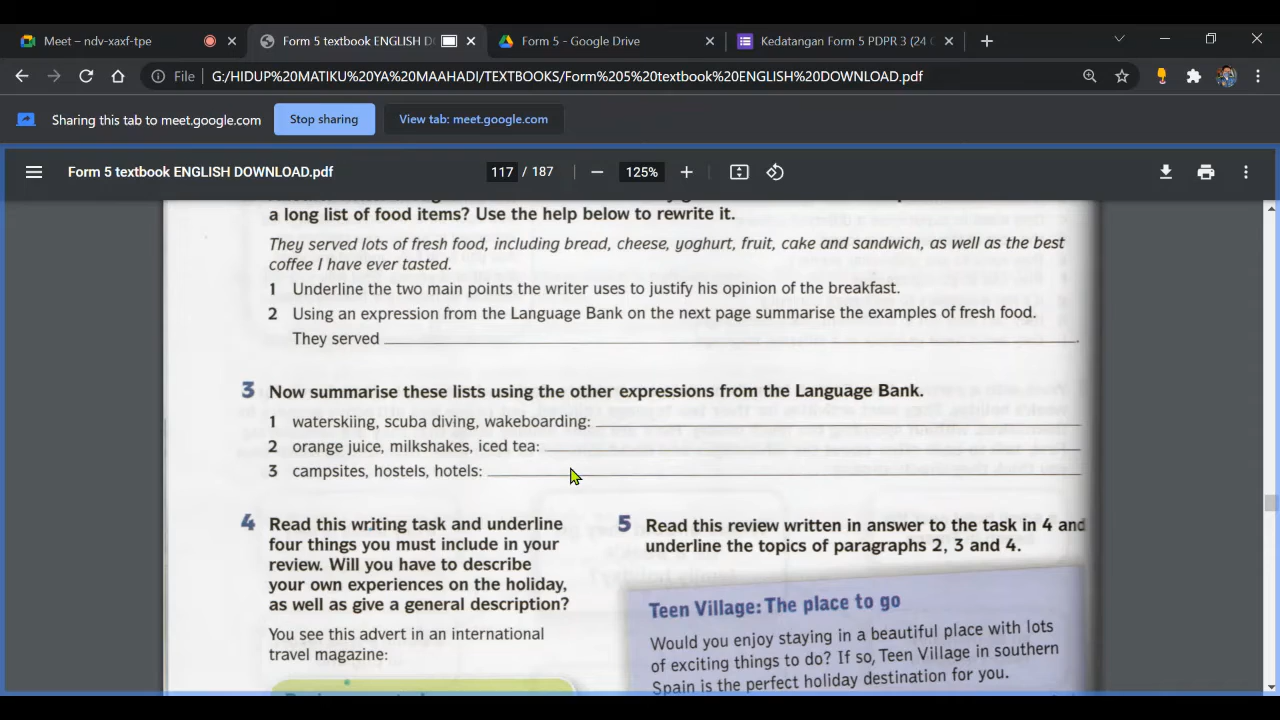 Meet – ndv-xaxf-tpe
Form 5 textbook ENGLISH D
Form 5 - Google Drive
Kedatangan Form 5 PDPR 3 (24 
File
G:/HIDUP%20MATIKU%20YA%20MAAHADI/TEXTBOOKS/Form%205%20textbook%20ENGLISH%20DOWNLOAD.pdf
Sharing this tab to meet.google.com
Stop sharing
View tab: meet.google.com
Form 5 textbook ENGLISH DOWNLOAD.pdf
117 / 187
125%
a long list of food items? Use the help below to rewrite it.
They served lots of fresh food, including bread, cheese, yoghurt, fruit, cake and sandwich, as well as the best
coffee I have ever tasted.
1 Underline the two main points the writer uses to justify his opinion of the breakfast.
2 Using an expression from the Language Bank on the next page summarise the examples of fresh food.
They served .
3 Now summarise these lists using the other expressions from the Language Bank.
1 waterskiing, scuba diving, wakeboarding:
2 orange juice, milkshakes, iced tea:
3 campsites, hostels, hotels:
4 Read this writing task and underline
four things you must include in your
review. Will you have to describe
your own experiences on the holiday,
as well as give a general description?
You see this advert in an international
travel magazine:
5 Read this review written in answer to the task in 4 and
underline the topics of paragraphs 2, 3 and 4.
Teen Village: The place to go
Would you enjoy staying in a beautiful place with lots
of exciting things to do? If so, Teen Village in southern
Spain is the perfect holiday destination for you.